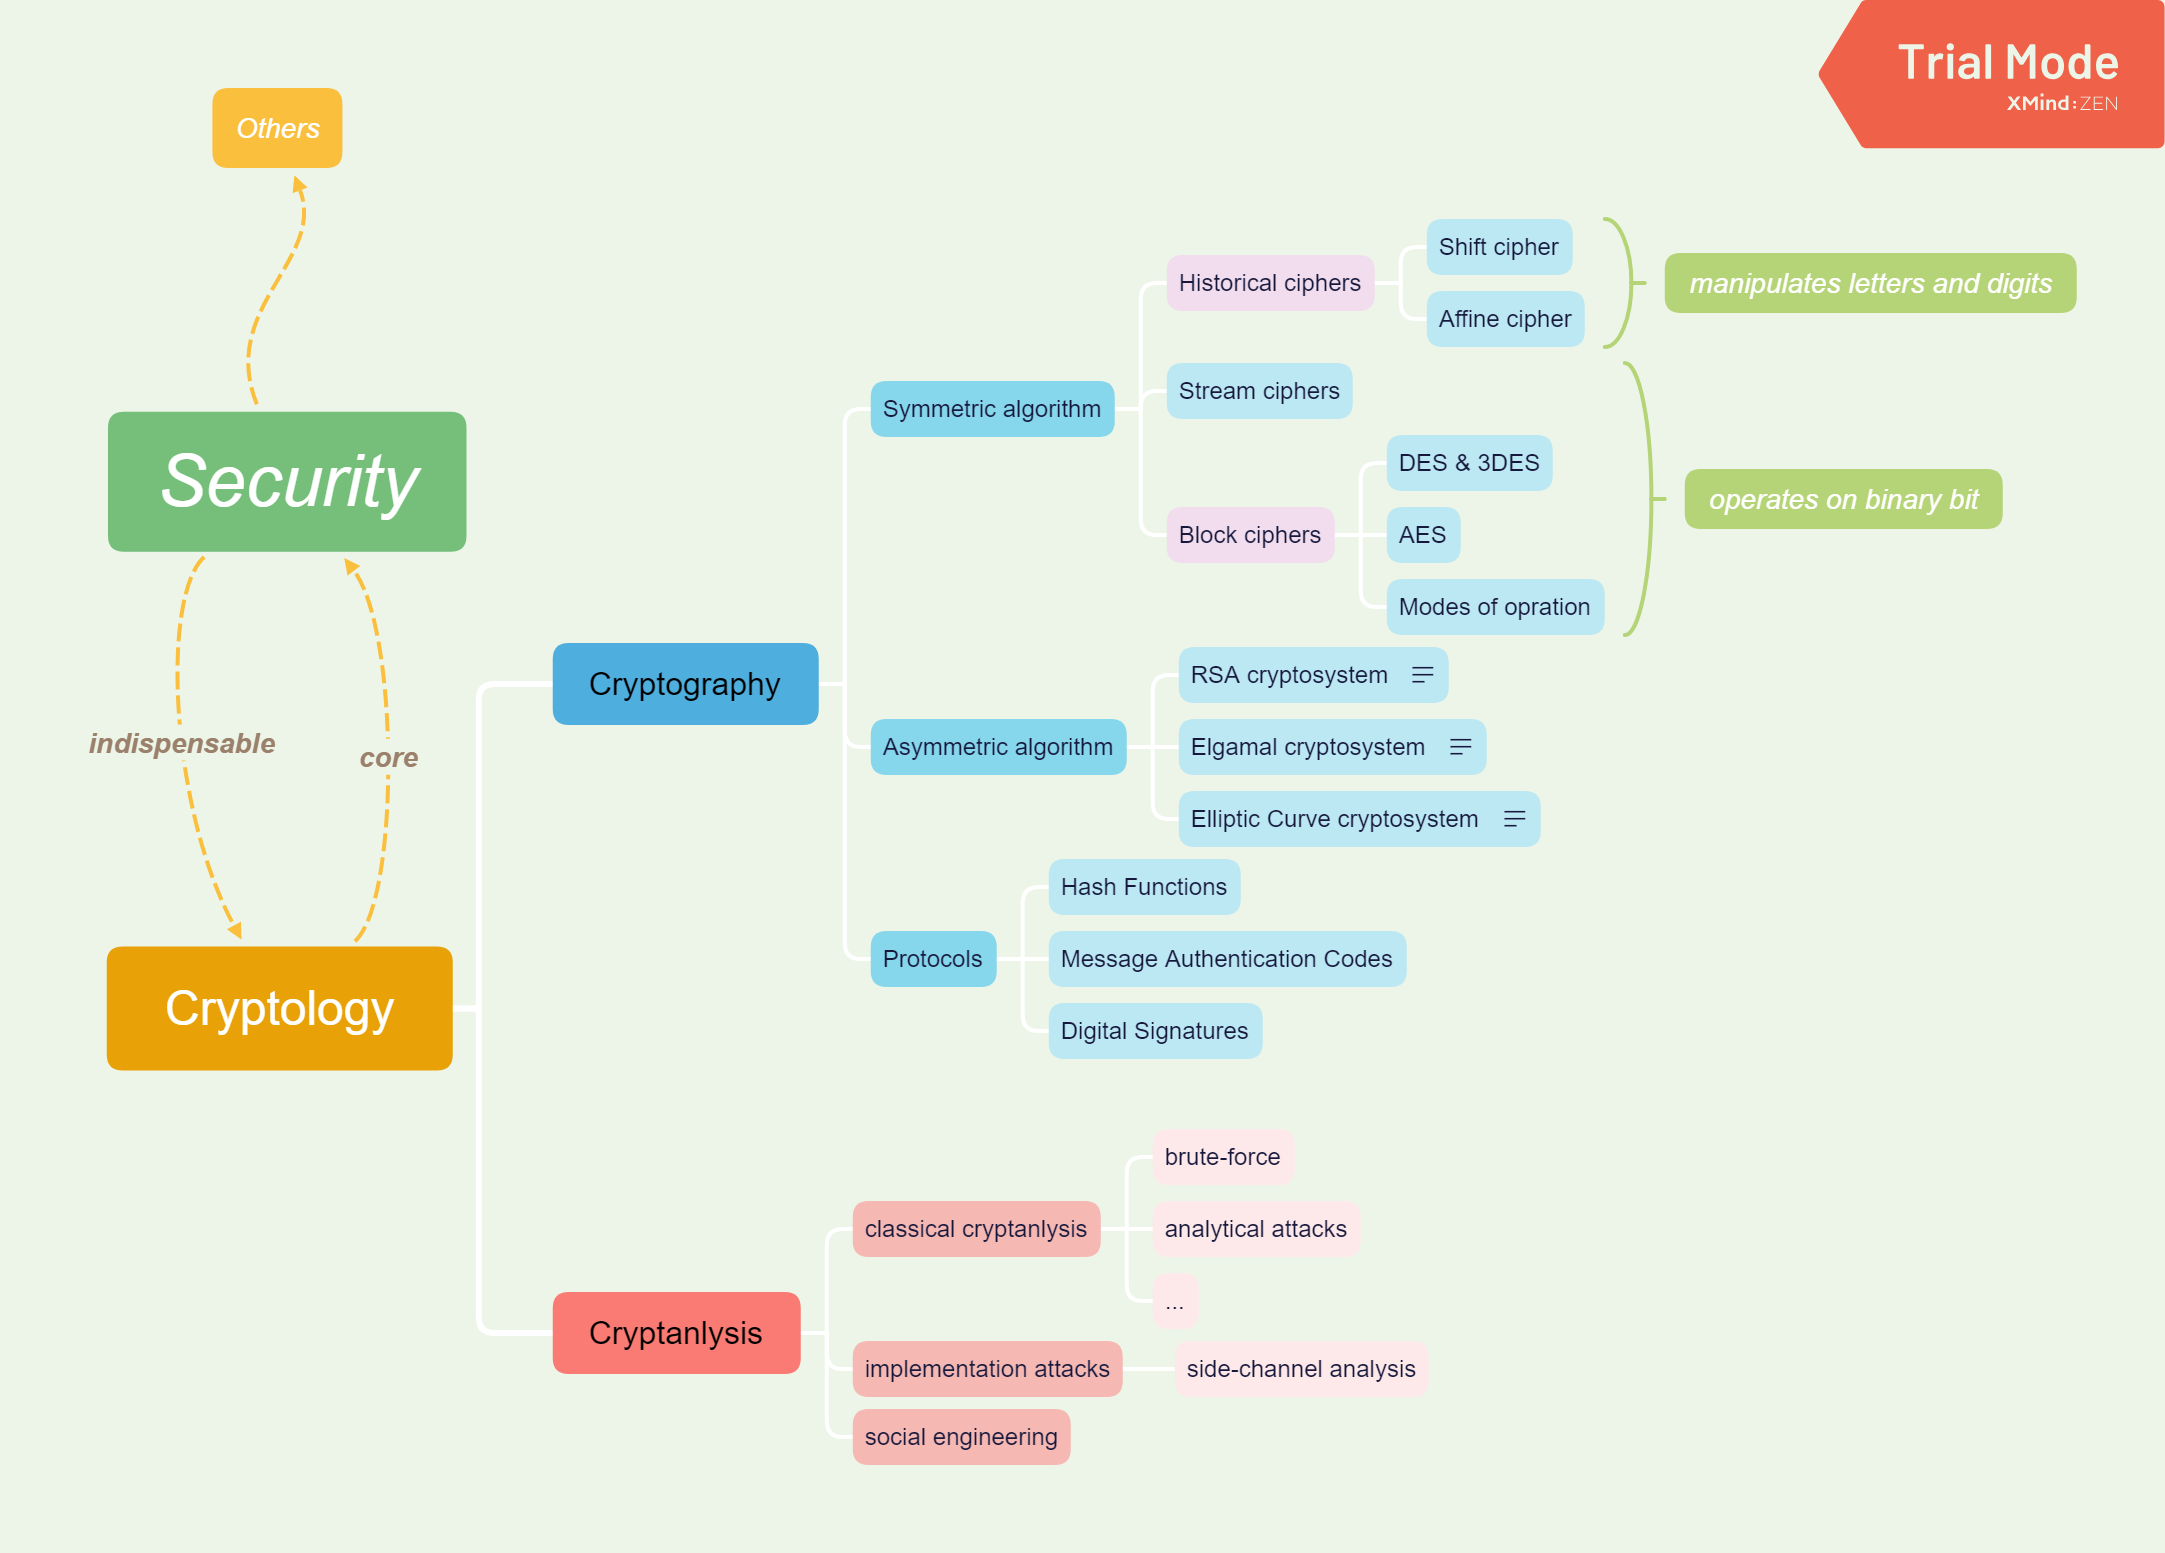 Trial Mode
XMind:ZEN
Others
Security
indispensable
core
Cryptology
Cryptography
Symmetric algorithm
Historical ciphers
Shift cipher
Affine cipher
manipulates letters and digits
Stream ciphers
Block ciphers
DES & 3DES
AES
Modes of opration
operates on binary bit
Asymmetric algorithm
RSA cryptosystem
Elgamal cryptosystem
Elliptic Curve cryptosystem
Protocols
Hash Functions
Message Authentication Codes
Digital Signatures
Cryptanlysis
classical cryptanlysis
brute-force
analytical attacks
...
implementation attacks
side-channel analysis
social engineering